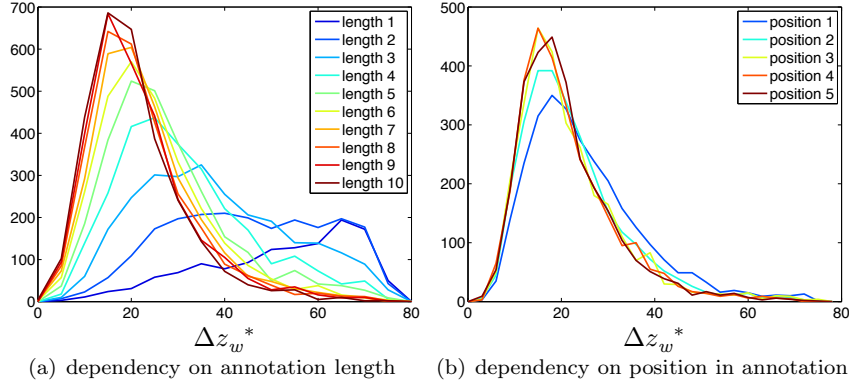 700
600
500
400
300
200
100
0
0 20 40 60 80
length 1
length 2
length 3
length 4
length 5
length 6
length 7
length 8
length 9
length 10
Δz_w*
(a) dependency on annotation length
500
400
300
200
100
0
0 20 40 60 80
position 1
position 2
position 3
position 4
position 5
Δz_w*
(b) dependency on position in annotation